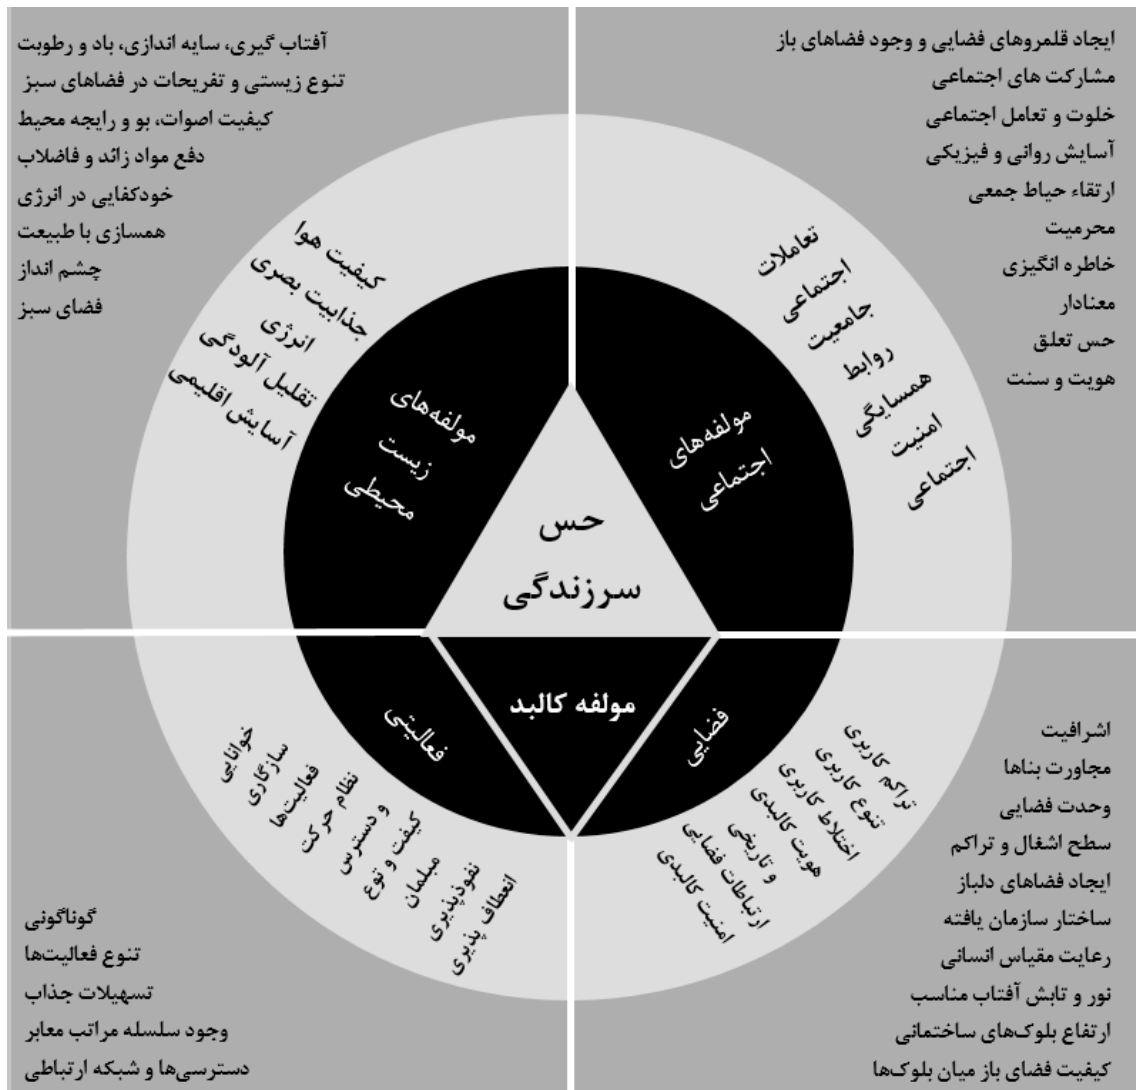 ایجاد قلمروهای فضایی و وجود فضاهای باز
مشارکت های اجتماعی
خلوت و تعامل اجتماعی
آسایش روانی و فیزیکی
ارتقاء حیاط جمعی
محرمیت
خاطره انگیزی
معنادار
حس تعلق
هویت و سنت
آفتاب گیری، سایه اندازی، باد و رطوبت
تنوع زیستی و تفریحات در فضاهای سبز
کیفیت اصوات، بو و رایجه محیط
دفع مواد زائد و فاضلاب
خودکفایی در انرژی
همسازی با طبیعت
چشم انداز
فضای سبز
تعاملات
اجتماعی
جامعیت
روابط
همسایگی
امنیت
اجتماعی
کیفیت هوا
جذابیت بصری
انرژی
تقلیل آلودگی
آسایش اقلیمی
مولفه‌های
اجتماعی
مولفه‌های
زیست
محیطی
حس
سرزندگی
مولفه کالبد
فضایی
فعالیتی
تراکم کاربری
تنوع کاربری
اختلاط کاربری
هویت کالبدی
و تاریخی
ارتباطات فضایی
امنیت کالبدی
خوانایی
سازگاری
فعالیت‌ها
نظام حرکت
و دسترس
کیفت و نوع
مبلمان
نفوذپذیری
انعطاف پذیری
اشرافیت
مجاورت بناها
وحدت فضایی
سطح اشغال و تراکم
ایجاد فضاهای دلباز
ساختار سازمان یافته
رعایت مقیاس انسانی
نور و تابش آفتاب مناسب
ارتفاع بلوک‌های ساختمانی
کیفیت فضای باز میان بلوک‌ها
گوناگونی
تنوع فعالیت‌ها
تسهیلات جذاب
وجود سلسله مراتب معابر
دسترسی‌ها و شبکه ارتباطی